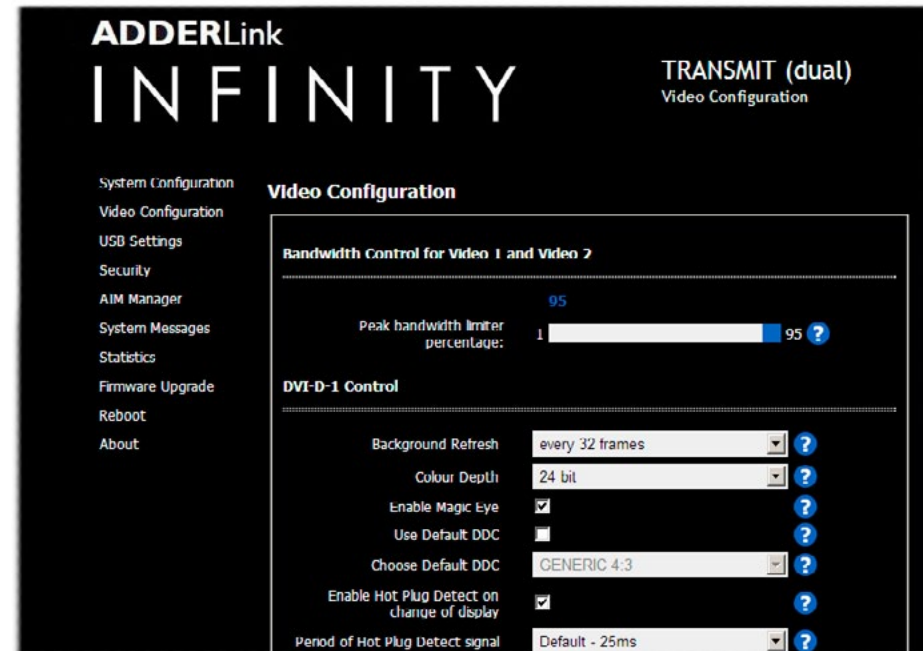 ADDERLink
INFINITY
TRANSMIT (dual)
Video Configuration
System Configuration
Video Configuration
USB Settings
Security
AIM Manager
System Messages
Statistics
Firmware Upgrade
Reboot
About
Video Configuration
Bandwidth Control for Video 1 and Video 2
95
Peak bandwidth limiter
percentage:
1
95 ?
DVI-D-1 Control
Background Refresh every 32 frames ?
Colour Depth 24 bit ?
Enable Magic Eye ?
Use Default DDC ?
Choose Default DDC GENERIC 4:3 ?
Enable Hot Plug Detect on
change of display ?
Period of Hot Plug Detect signal Default - 25ms ?